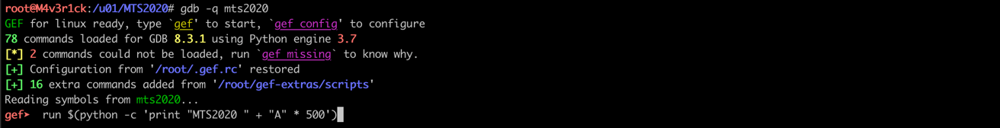 root@M4v3r1ck:/u01/MTS2020# gdb -q mts2020
GEF for linux ready, type `gef' to start, `gef config' to configure
78 commands loaded for GDB 8.3.1 using Python engine 3.7
[*] 2 commands could not be loaded, run `gef missing` to know why.
[+] Configuration from '/root/.gef.rc' restored
[+] 16 extra commands added from '/root/gef-extras/scripts'
Reading symbols from mts2020...
gef➤  run $(python -c 'print "MTS2020 " + "A" * 500')